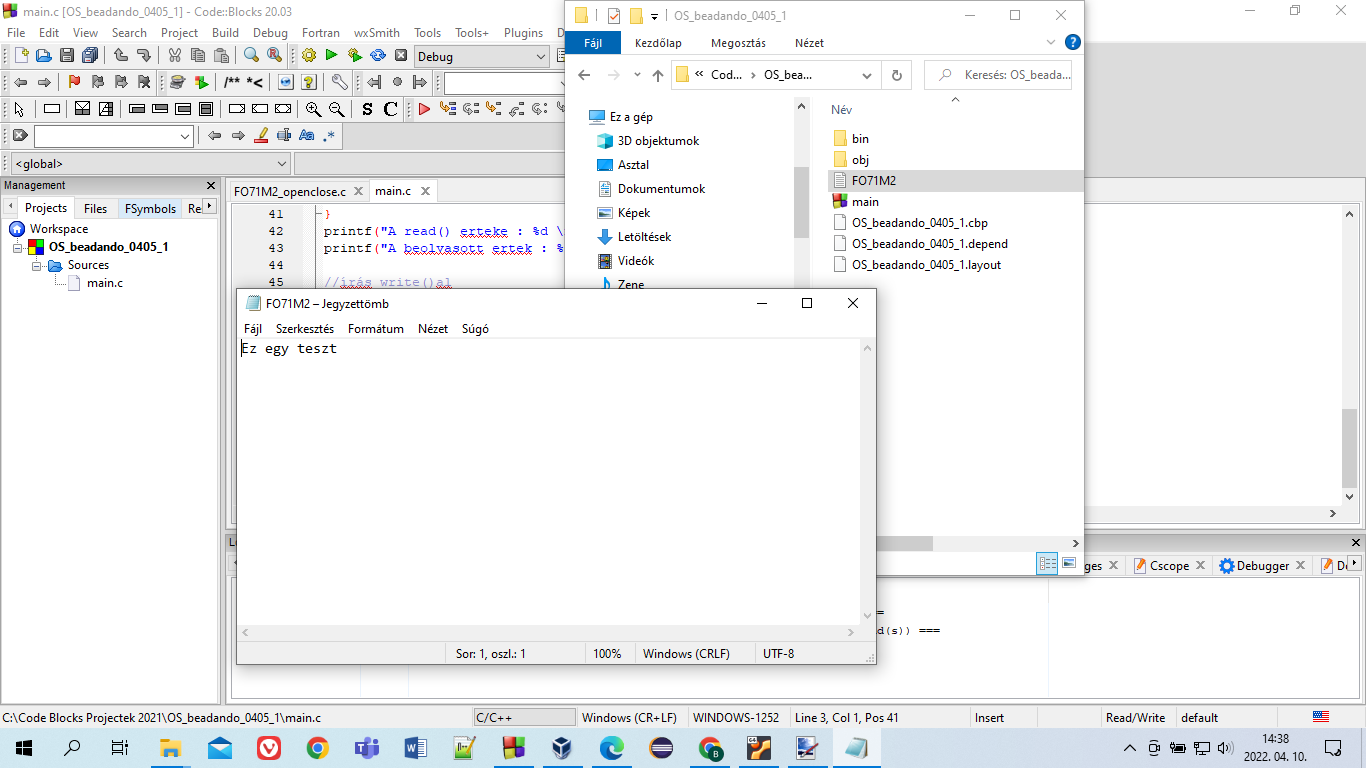 main.c [OS_beadando_0405_1] - Code::Blocks 20.03
File Edit View Search Project Build Debug Fortran wxSmith Tools Tools+ Plugins
Debug
<global>
Management
Projects Files FSymbols
Workspace
OS_beadando_0405_1
Sources
main.c
FO71M2_openclose.c main.c
41 }
42 printf("A read() erteke : %d \
43 printf("A beolvasott ertek : %
44
45 //írás write()al
OS_beadando_0405_1
Fájl Kezdőlap Megosztás Nézet
« Cod... > OS_bea...
Keresés: OS_beada...
Ez a gép
3D objektumok
Asztal
Dokumentumok
Képek
Letöltések
Videók
Zene
Név
bin
obj
FO71M2
main
OS_beadando_0405_1.cbp
OS_beadando_0405_1.depend
OS_beadando_0405_1.layout
FO71M2 – Jegyzettömb
Fájl Szerkesztés Formátum Nézet Súgó
Ez egy teszt
Sor: 1, oszl.: 1 100% Windows (CRLF) UTF-8
ges Cscope Debugger
=
d(s)) ===
C:\Code Blocks Projektek 2021\OS_beadando_0405_1\main.c C/C++ Windows (CR+LF) WINDOWS-1252 Line 3, Col 1, Pos 41 Insert Read/Write default
14:38
2022. 04. 10.